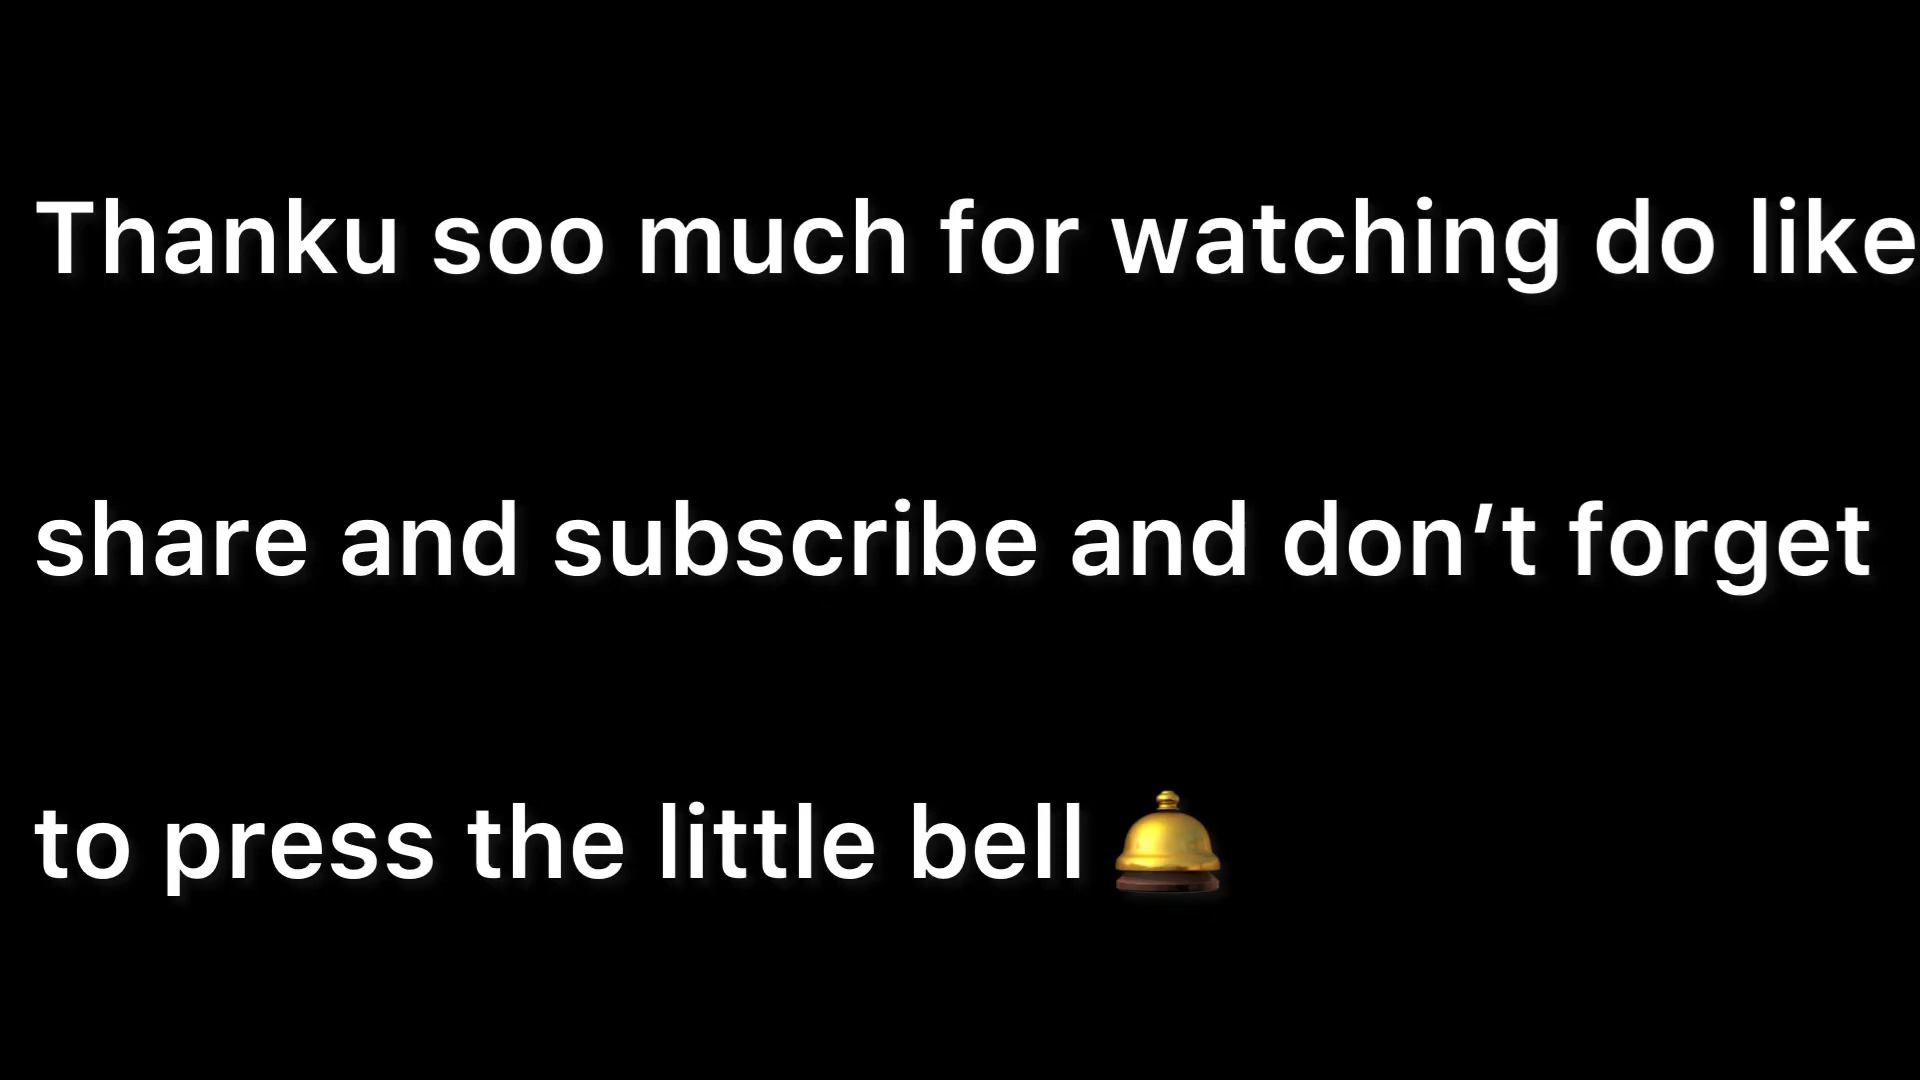 Thanku soo much for watching do like
share and subscribe and don’t forget
to press the little bell 🛎️